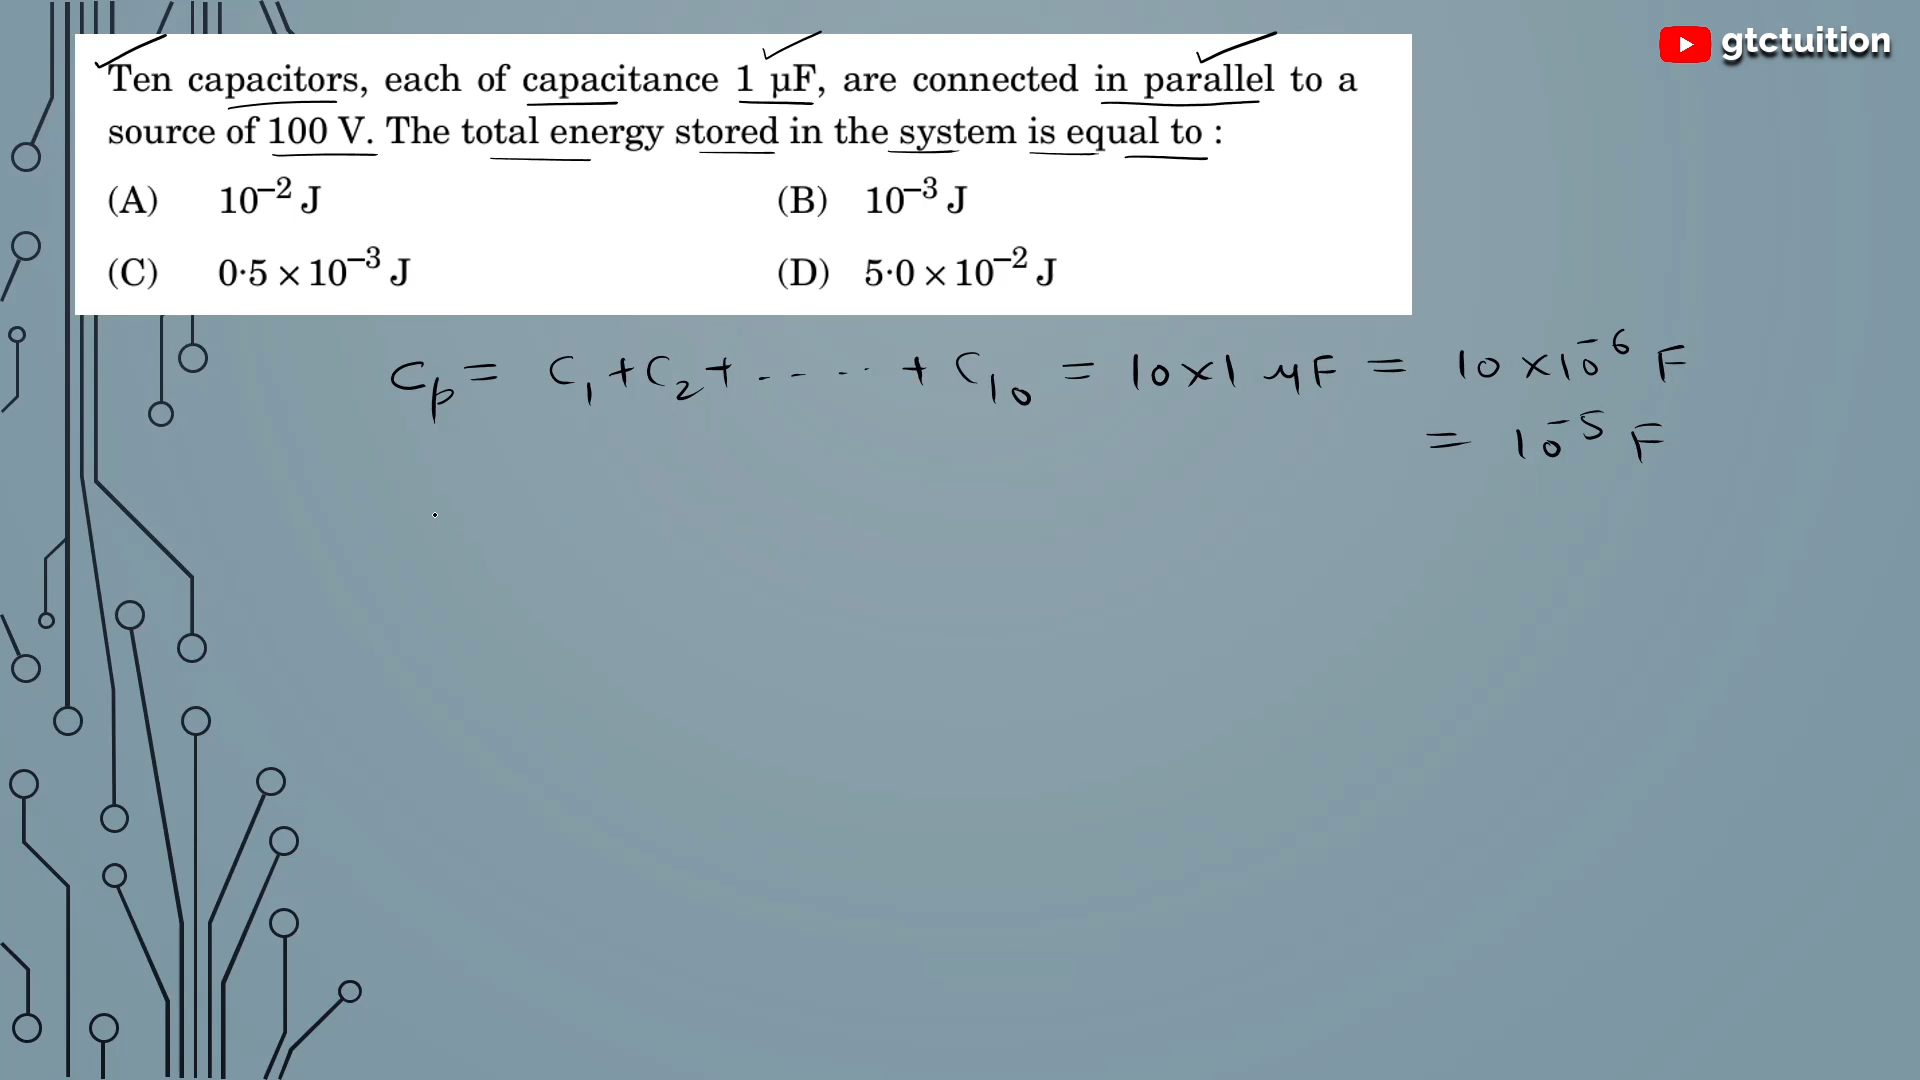 gtctuition
Ten capacitors, each of capacitance 1 µF, are connected in parallel to a
source of 100 V. The total energy stored in the system is equal to :
(A) 10⁻² J (B) 10⁻³ J
(C) 0·5 × 10⁻³ J (D) 5·0 × 10⁻² J
Cp = C₁ + C₂ + - - - - + C₁₀ = 10 × 1 µF = 10 × 10⁻⁶ F
= 10⁻⁵ F